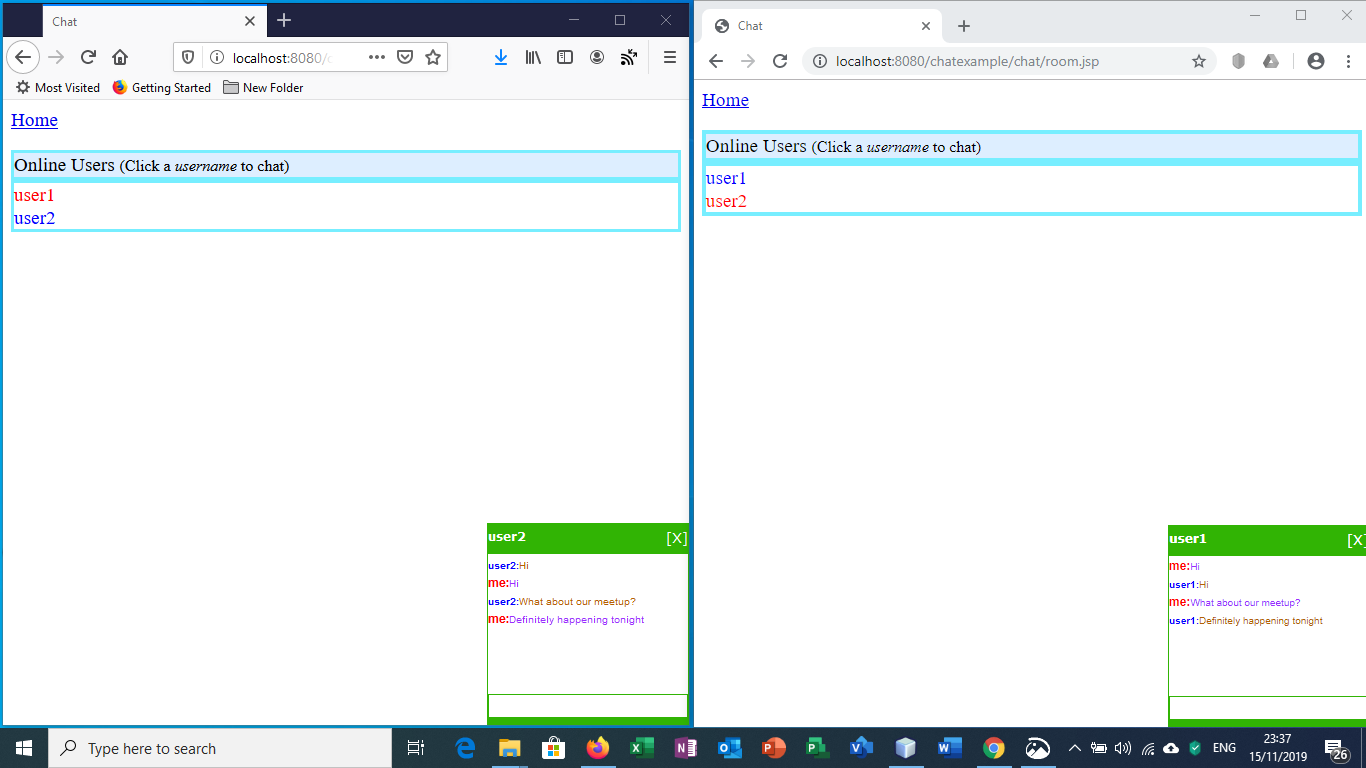 Chat
localhost:8080/
Most Visited Getting Started New Folder
Home
Online Users (Click a username to chat)
user1
user2
user2 [X]
user2:Hi
me:Hi
user2:What about our meetup?
me:Definitely happening tonight
Chat
localhost:8080/chatexample/chat/room.jsp
Home
Online Users (Click a username to chat)
user1
user2
user1 [X]
me:Hi
user1:Hi
me:What about our meetup?
user1:Definitely happening tonight
Type here to search
ENG
23:37
15/11/2019
26